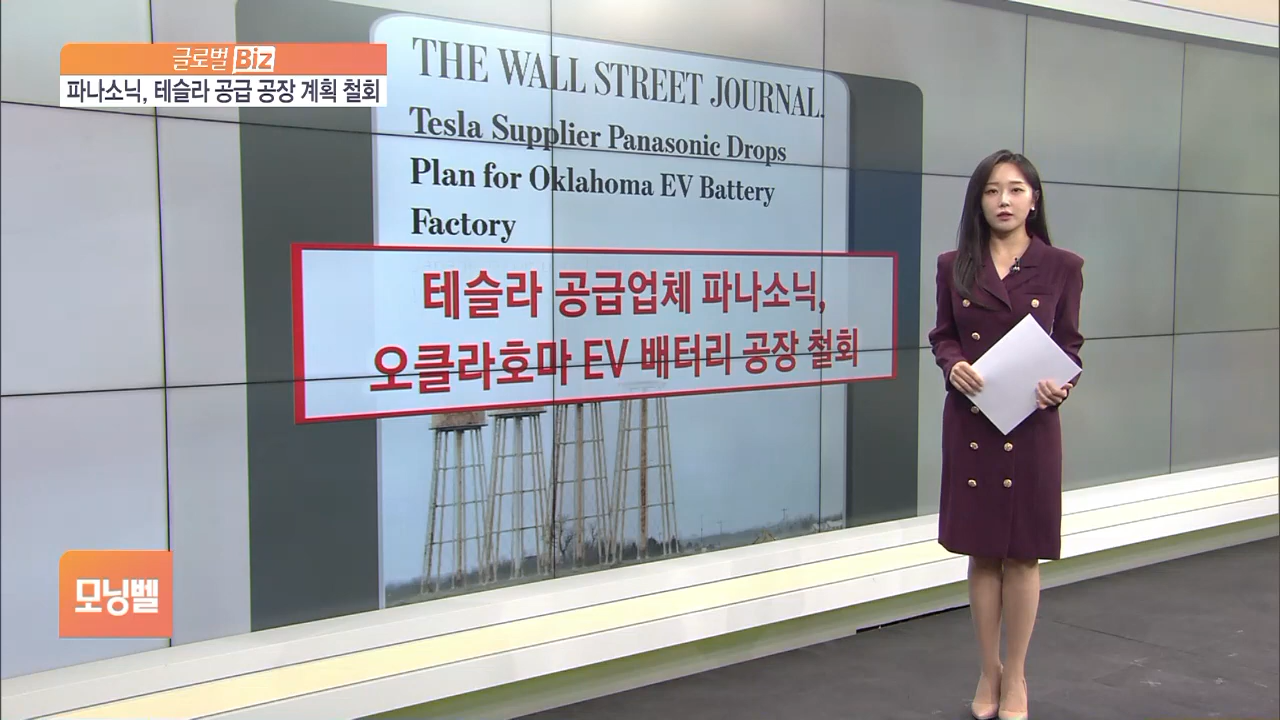 글로벌 Biz
파나소닉, 테슬라 공급 공장 계획 철회
THE WALL STREET JOURNAL.
Tesla Supplier Panasonic Drops
Plan for Oklahoma EV Battery
Factory
테슬라 공급업체 파나소닉,
오클라호마 EV 배터리 공장 철회
모닝벨